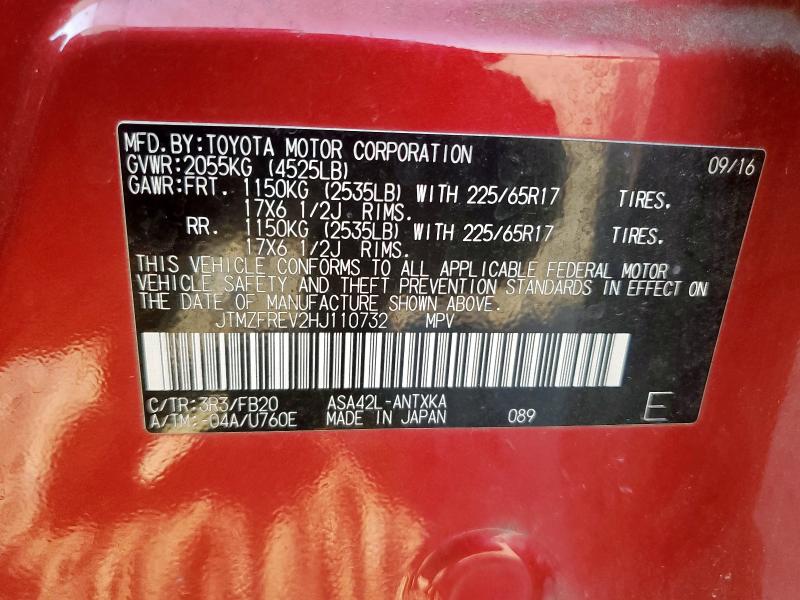 MFD.BY:TOYOTA MOTOR CORPORATION 09/16
GVWR:2055KG (4525LB)
GAWR:FRT. 1150KG (2535LB) WITH 225/65R17 TIRES.
17X6 1/2J RIMS.
RR. 1150KG (2535LB) WITH 225/65R17 TIRES.
17X6 1/2J RIMS.
THIS VEHICLE CONFORMS TO ALL APPLICABLE FEDERAL MOTOR
VEHICLE SAFETY AND THEFT PREVENTION STANDARDS IN EFFECT ON
THE DATE OF MANUFACTURE SHOWN ABOVE.
JTMZFREV2HJ110732 MPV
C/TR:3R3/FB20 ASA42L-ANTXKA
A/TM:-04A/U760E MADE IN JAPAN 089 E